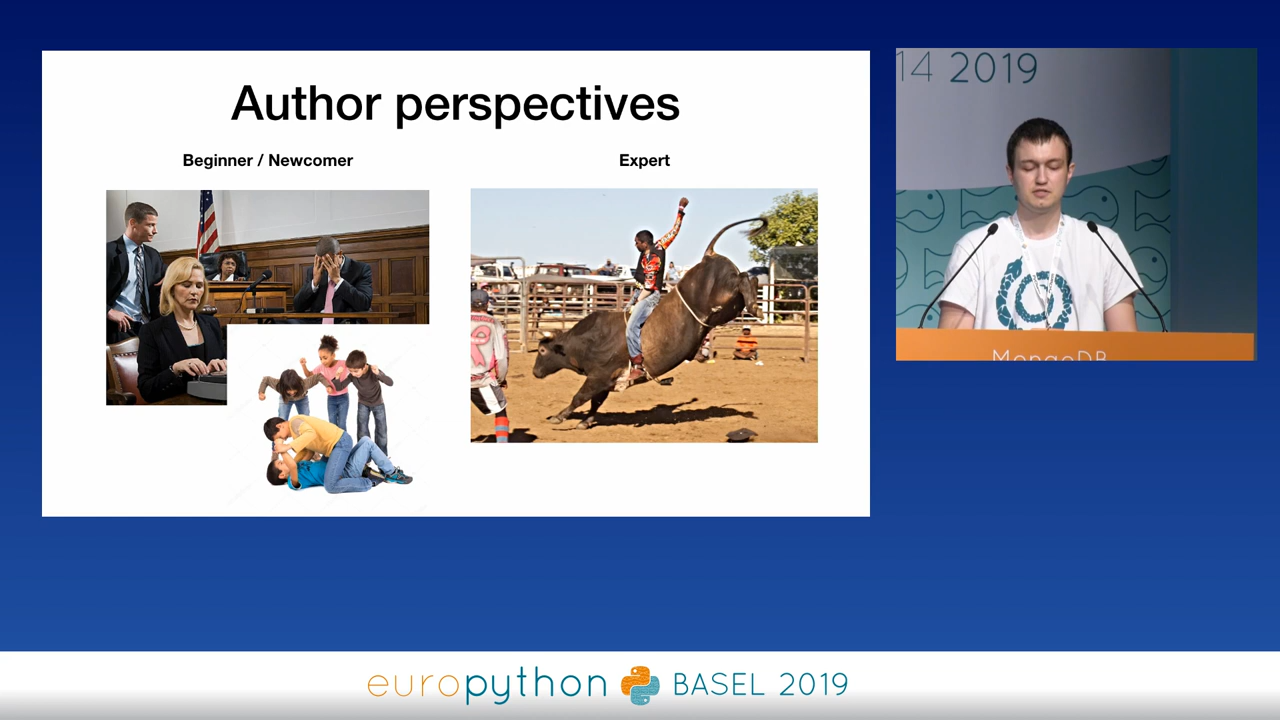 Author perspectives
Beginner / Newcomer
Expert
14 2019
MongoDB
europython BASEL 2019